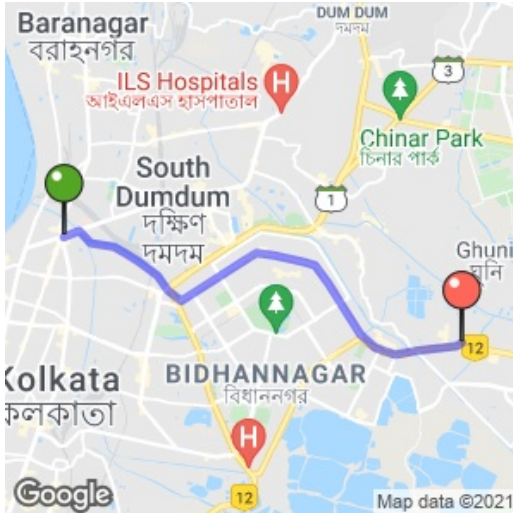 Baranagar
বরাহনগর
DUM DUM
দমদম
ILS Hospitals
আইএলএস হাসপাতাল
H
3
Chinar Park
চিনার পার্ক
South
Dumdum
দক্ষিণ
দমদম
1
Ghuni
ঘুনি
12
Kolkata
কলকাতা
BIDHANNAGAR
বিধাননগর
H
12
Google
Map data ©2021